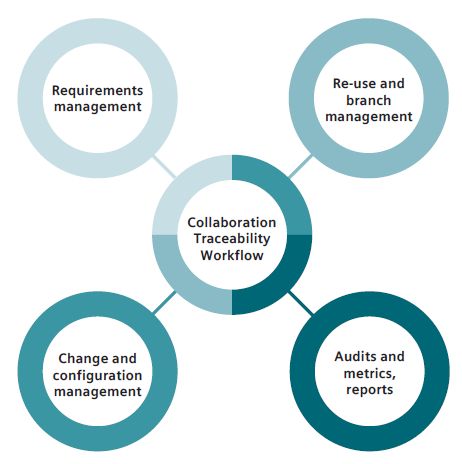 Requirements
management
Re-use and
branch
management
Collaboration
Traceability
Workflow
Change and
configuration
management
Audits and
metrics,
reports